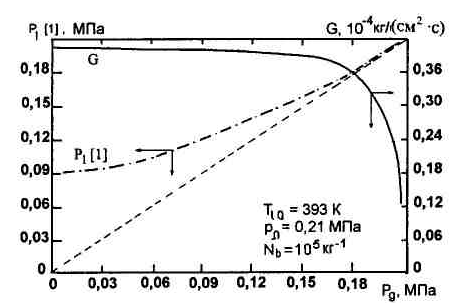 P₁ [1], МПа
G, 10⁻⁴кг/(см² ·с)
0,18
0,15
0,12
0,09
0,06
0,03
0
G
P₁ [1]
0,36
0,30
0,24
0,18
0,12
0,06
0
T₁₀ = 393 K
p₀ = 0,21 МПа
N_b = 10⁵ кг⁻¹
0
0,03
0,06
0,09
0,12
0,15
0,18
P_g, МПа